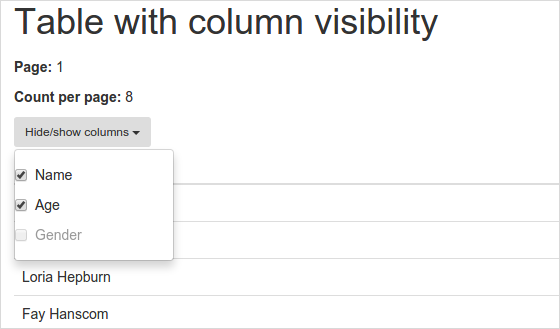 Table with column visibility
Page: 1
Count per page: 8
Hide/show columns
Name
Age
Gender
Loria Hepburn
Fay Hanscom